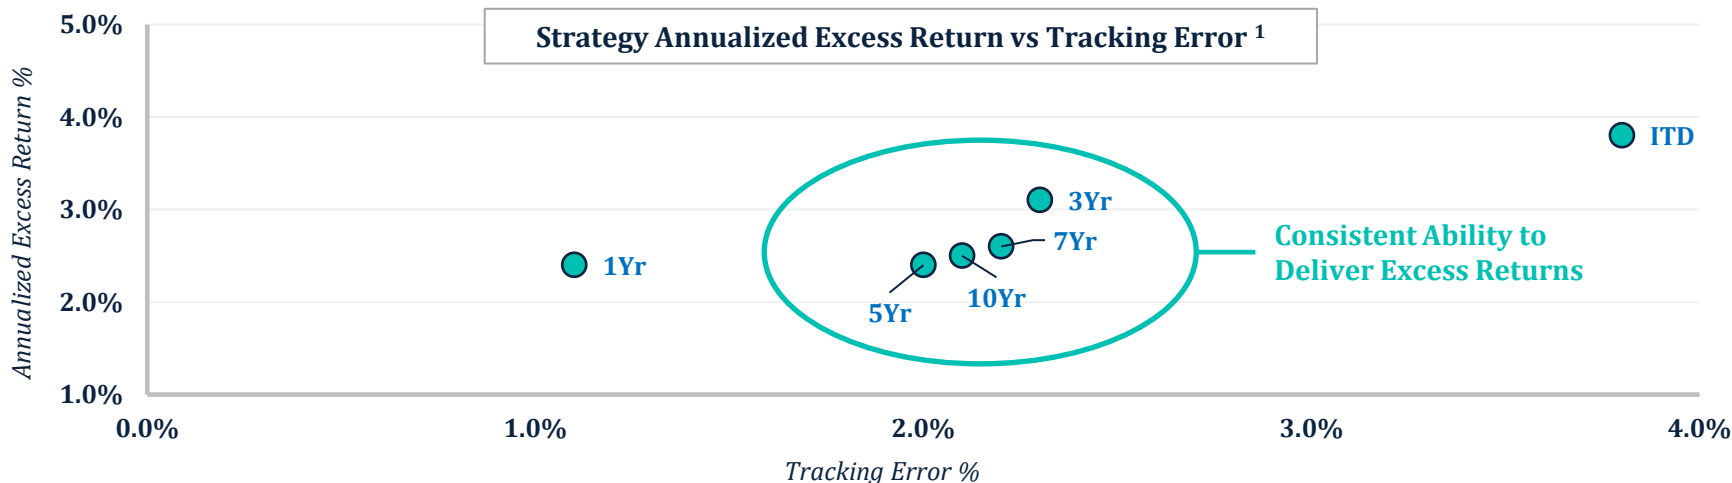 Strategy Annualized Excess Return vs Tracking Error ¹
Annualized Excess Return %
5.0%
4.0%
3.0%
2.0%
1.0%
ITD
3Yr
7Yr
1Yr
10Yr
5Yr
Consistent Ability to
Deliver Excess Returns
0.0%
1.0%
2.0%
3.0%
4.0%
Tracking Error %